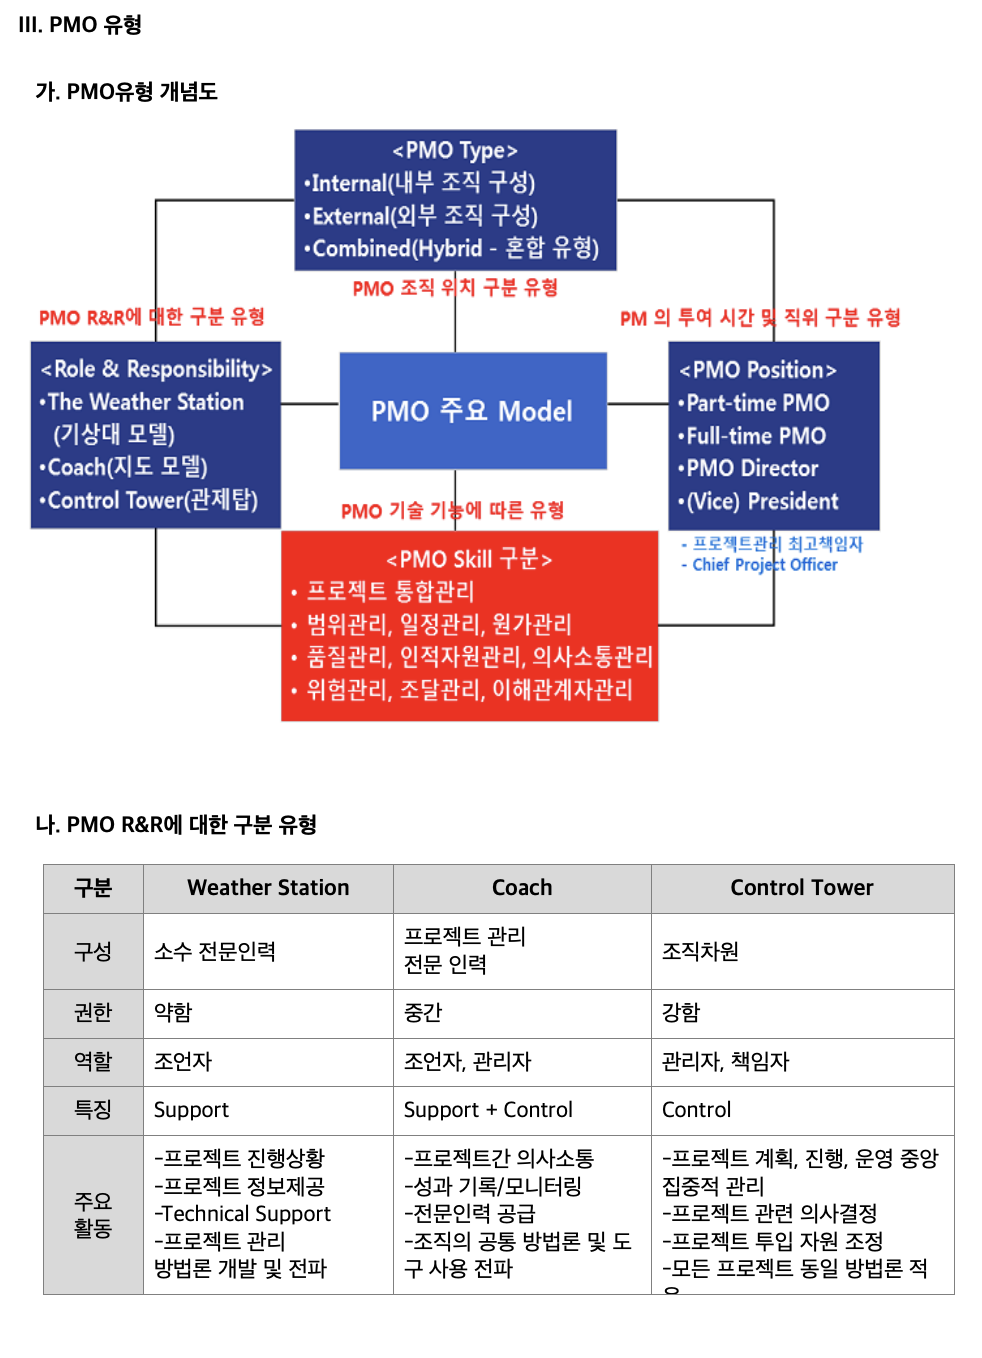 III. PMO 유형
가. PMO유형 개념도
<PMO Type>
•Internal(내부 조직 구성)
•External(외부 조직 구성)
•Combined(Hybrid - 혼합 유형)
PMO 조직 위치 구분 유형
PMO R&R에 대한 구분 유형
PM 의 투여 시간 및 직위 구분 유형
<Role & Responsibility>
•The Weather Station
(기상대 모델)
•Coach(지도 모델)
•Control Tower(관제탑)
PMO 주요 Model
<PMO Position>
•Part-time PMO
•Full-time PMO
•PMO Director
•(Vice) President
- 프로젝트관리 최고책임자
- Chief Project Officer
PMO 기술 기능에 따른 유형
<PMO Skill 구분>
• 프로젝트 통합관리
• 범위관리, 일정관리, 원가관리
• 품질관리, 인적자원관리, 의사소통관리
• 위험관리, 조달관리, 이해관계자관리
나. PMO R&R에 대한 구분 유형
구분 Weather Station Coach Control Tower
구성
소수 전문인력
프로젝트 관리
전문 인력
조직차원
권한 약함 중간 강함
역할 조언자 조언자, 관리자 관리자, 책임자
특징 Support Support + Control Control
주요
활동
-프로젝트 진행상황
-프로젝트 정보제공
-Technical Support
-프로젝트 관리
방법론 개발 및 전파
-프로젝트간 의사소통
-성과 기록/모니터링
-전문인력 공급
-조직의 공통 방법론 및 도
구 사용 전파
-프로젝트 계획, 진행, 운영 중앙
집중적 관리
-프로젝트 관련 의사결정
-프로젝트 투입 자원 조정
-모든 프로젝트 동일 방법론 적